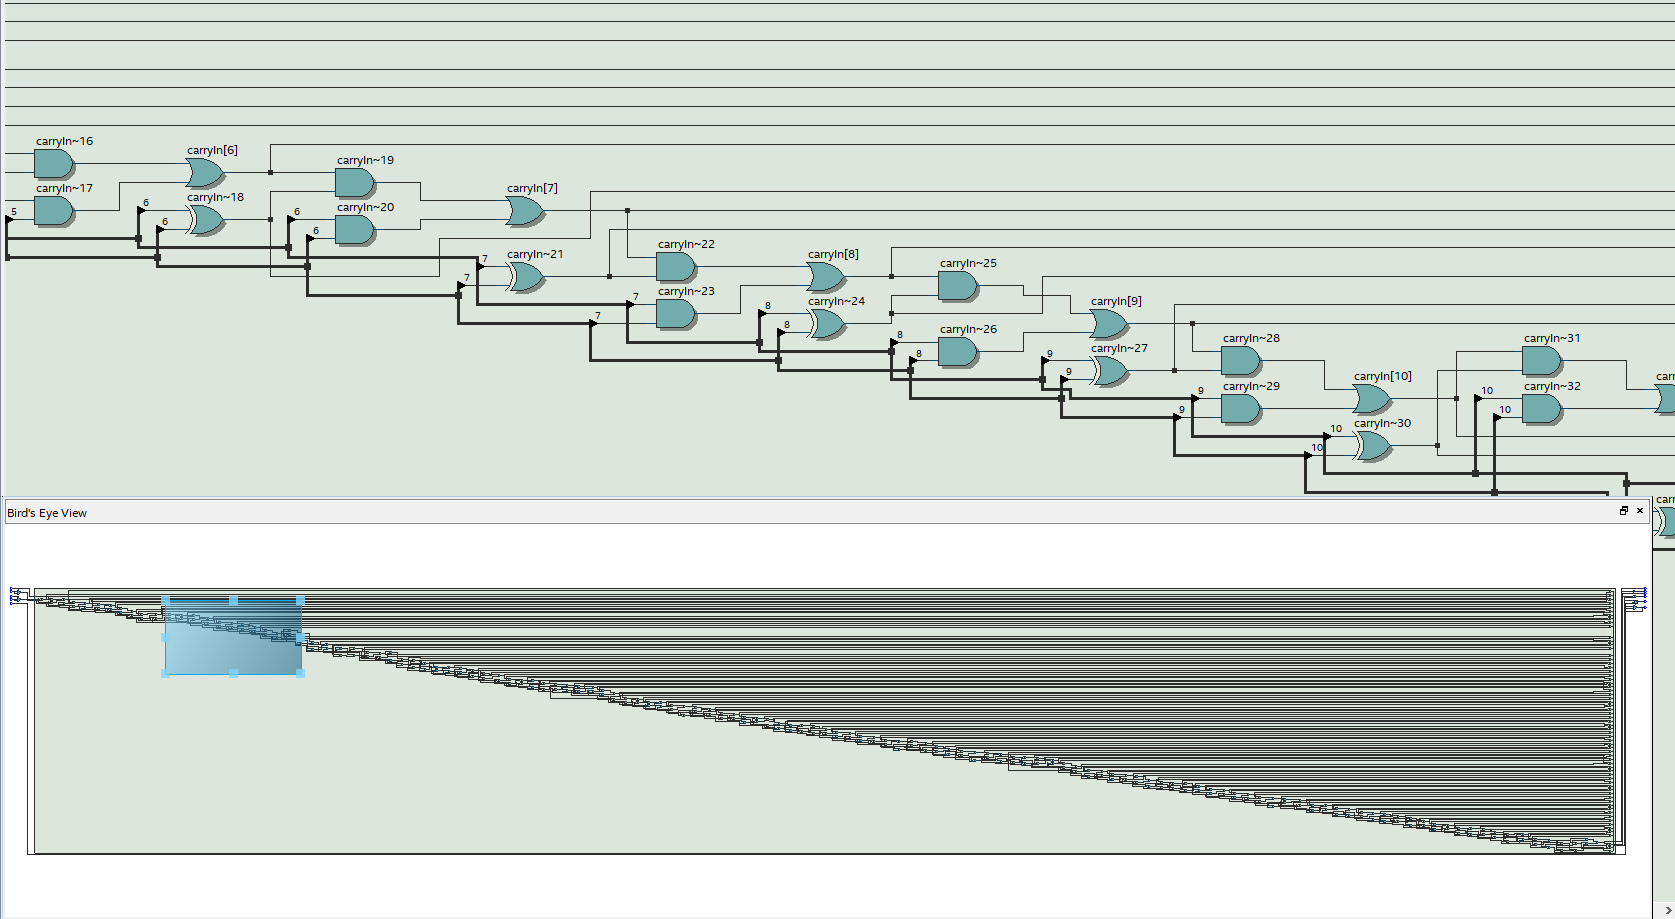 carryIn~16
carryIn[6]
carryIn~19
carryIn~17
carryIn~18
carryIn[7]
5
6
6
carryIn~20
6
6
carryIn~21
7
7
carryIn~22
carryIn[8]
carryIn~25
carryIn~23
7
7
carryIn~24
8
8
carryIn[9]
carryIn~26
8
8
carryIn~27
9
9
carryIn~28
carryIn~31
carryIn[10]
carryIn~29
9
9
carryIn~32
10
10
carryIn~30
10
10
carr
carr
Bird's Eye View